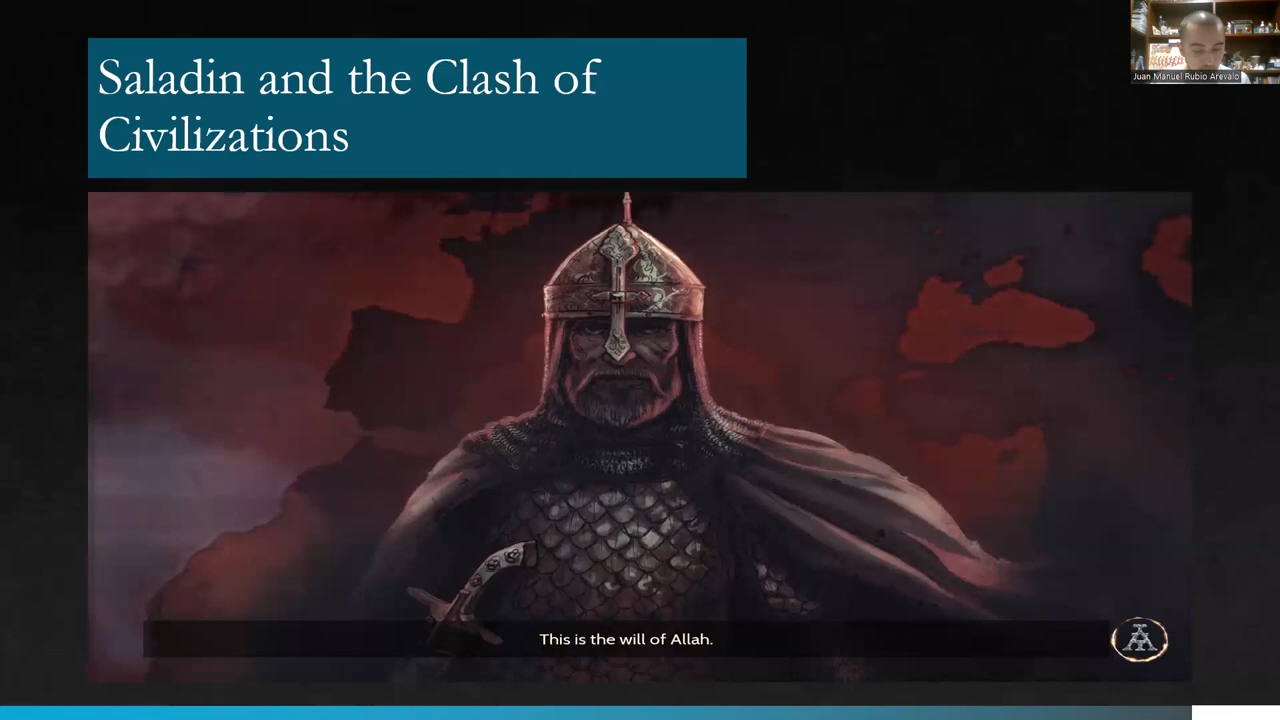 Saladin and the Clash of
Civilizations
Juan Manuel Rubio Arevalo
This is the will of Allah.